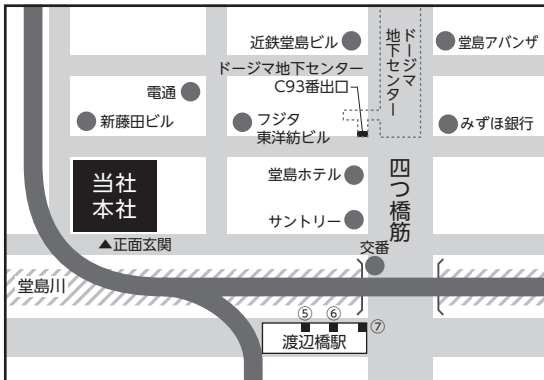 近鉄堂島ビル
ドージマ
地下センター
堂島アバンザ
ドージマ地下センター
C93番出口
電通
新藤田ビル
フジタ
東洋紡ビル
みずほ銀行
当社
本社
堂島ホテル
四つ橋筋
サントリー
▲正面玄関
交番
堂島川
⑤
⑥
⑦
渡辺橋駅